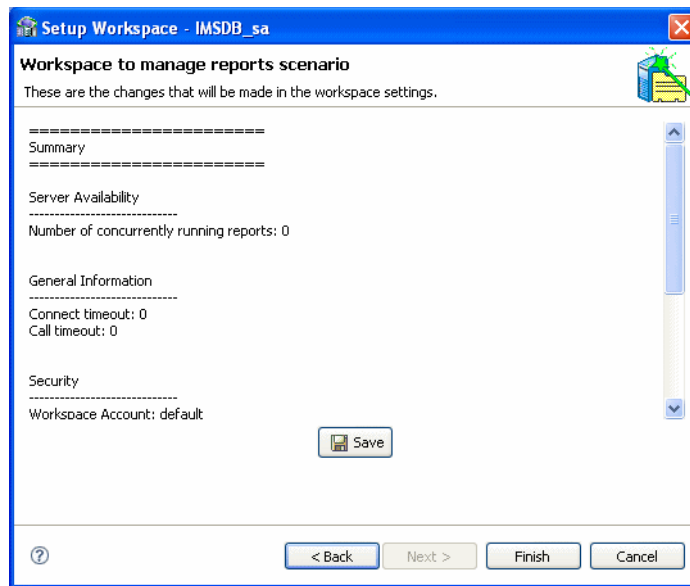 Setup Workspace - IMSDB_sa
Workspace to manage reports scenario
These are the changes that will be made in the workspace settings.
=======================
Summary
=======================
Server Availability
-----------------------------
Number of concurrently running reports: 0
General Information
-----------------------------
Connect timeout: 0
Call timeout: 0
Security
-----------------------------
Workspace Account: default
Save
?
< Back
Next >
Finish
Cancel